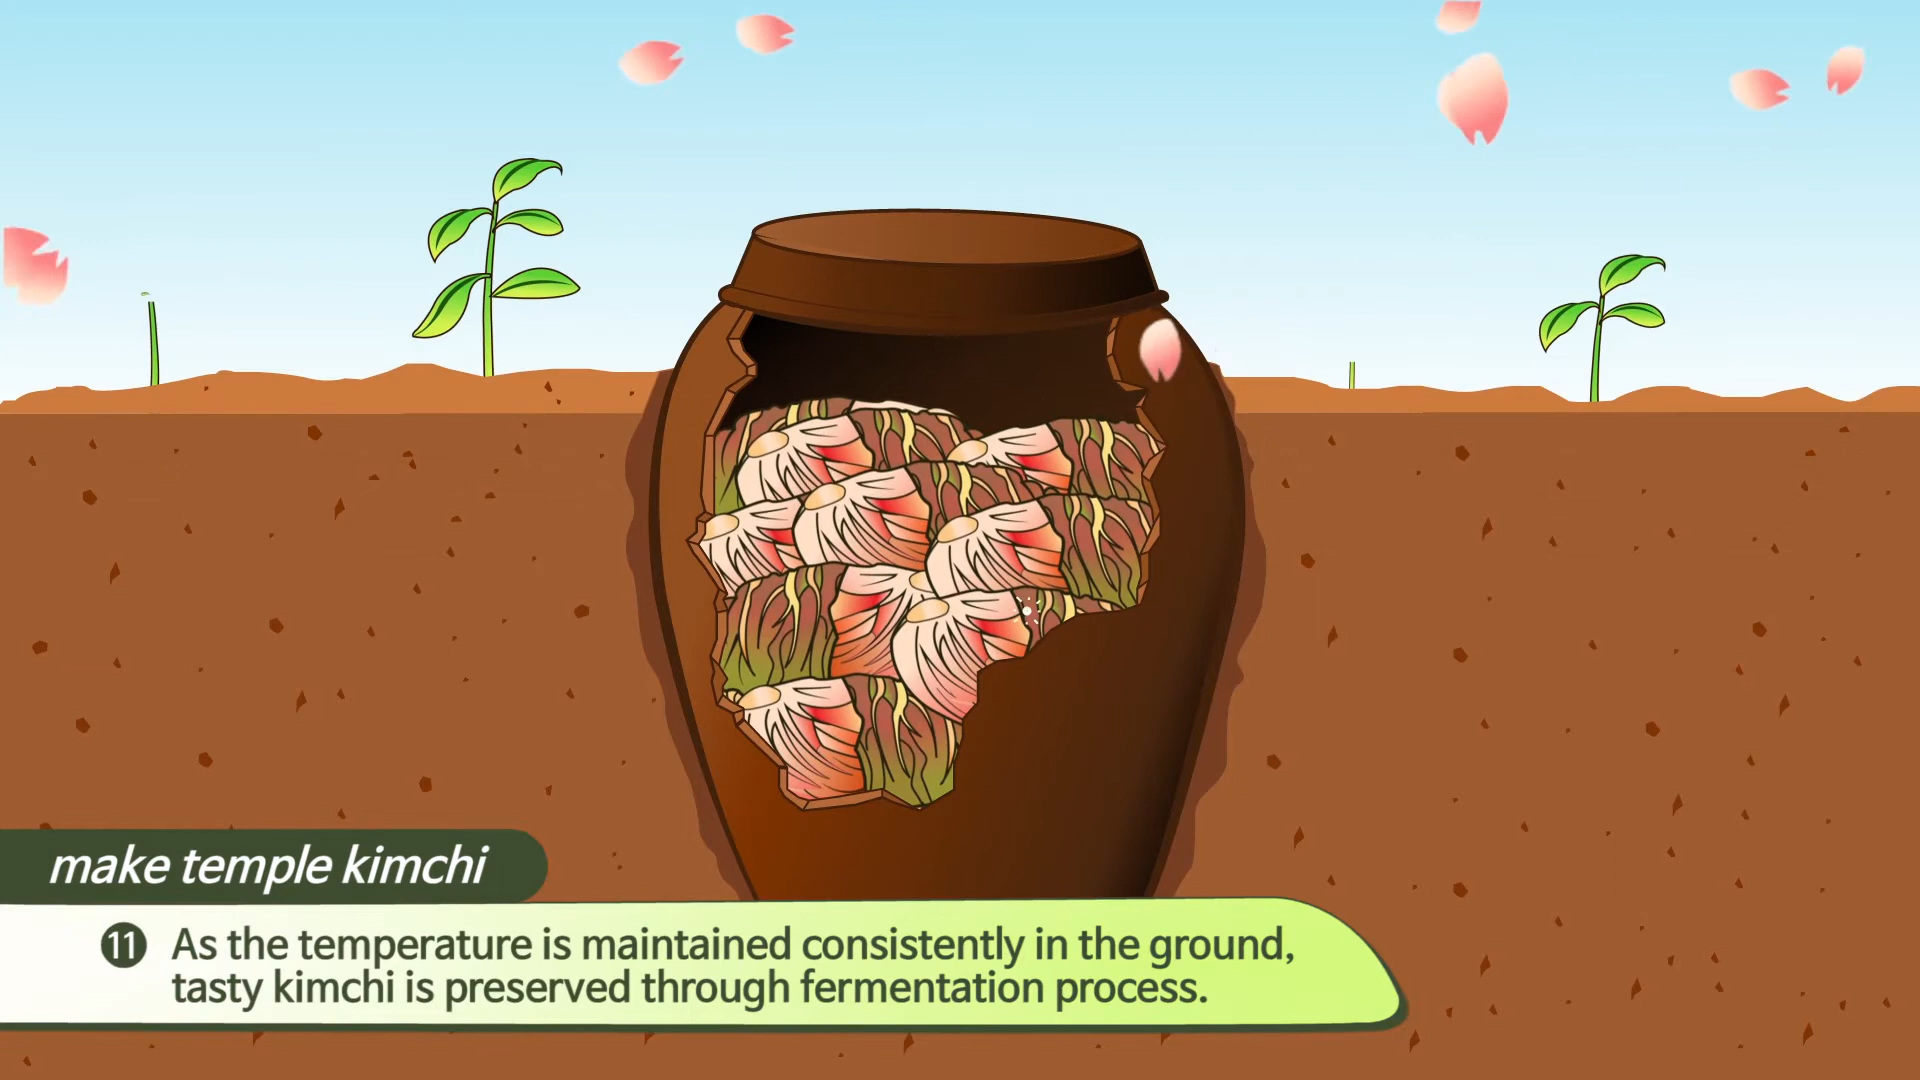 make temple kimchi
11 As the temperature is maintained consistently in the ground,
tasty kimchi is preserved through fermentation process.